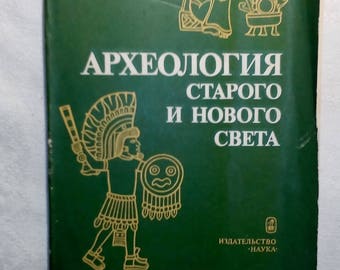 АРХЕОЛОГИЯ
СТАРОГО
И НОВОГО
СВЕТА
ИЗДАТЕЛЬСТВО
«НАУКА»